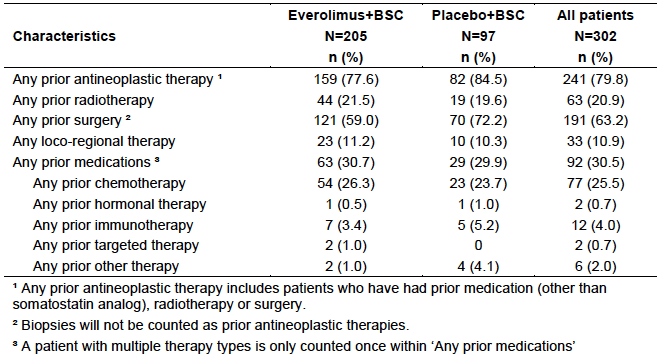 Everolimus+BSC Placebo+BSC All patients
Characteristics N=205 N=97 N=302
n (%) n (%) n (%)
Any prior antineoplastic therapy ¹ 159 (77.6) 82 (84.5) 241 (79.8)
Any prior radiotherapy 44 (21.5) 19 (19.6) 63 (20.9)
Any prior surgery ² 121 (59.0) 70 (72.2) 191 (63.2)
Any loco-regional therapy 23 (11.2) 10 (10.3) 33 (10.9)
Any prior medications ³ 63 (30.7) 29 (29.9) 92 (30.5)
Any prior chemotherapy 54 (26.3) 23 (23.7) 77 (25.5)
Any prior hormonal therapy 1 (0.5) 1 (1.0) 2 (0.7)
Any prior immunotherapy 7 (3.4) 5 (5.2) 12 (4.0)
Any prior targeted therapy 2 (1.0) 0 2 (0.7)
Any prior other therapy 2 (1.0) 4 (4.1) 6 (2.0)
¹ Any prior antineoplastic therapy includes patients who have had prior medication (other than
somatostatin analog), radiotherapy or surgery.
² Biopsies will not be counted as prior antineoplastic therapies.
³ A patient with multiple therapy types is only counted once within ‘Any prior medications’